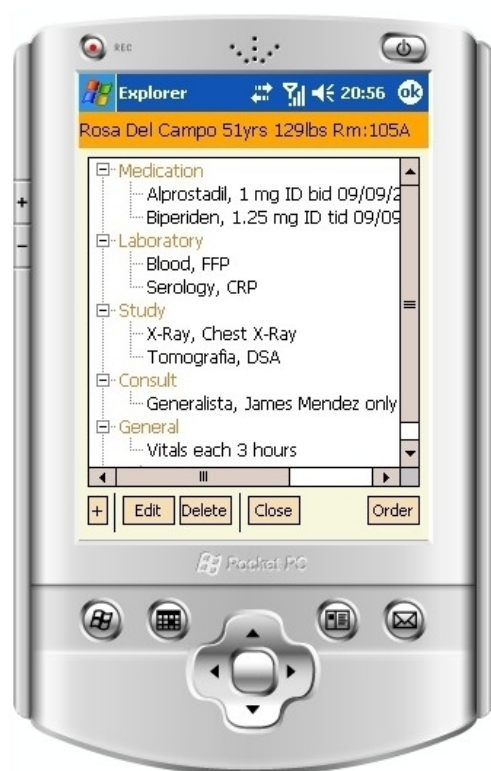 REC
Explorer 20:56 ok
Rosa Del Campo 51yrs 129lbs Rm:105A
Medication
Alprostadil, 1 mg ID bid 09/09/2
Biperiden, 1.25 mg ID tid 09/09
Laboratory
Blood, FFP
Serology, CRP
Study
X-Ray, Chest X-Ray
Tomografia, DSA
Consult
Generalista, James Mendez only
General
Vitals each 3 hours
+ Edit Delete Close Order
Pocket PC